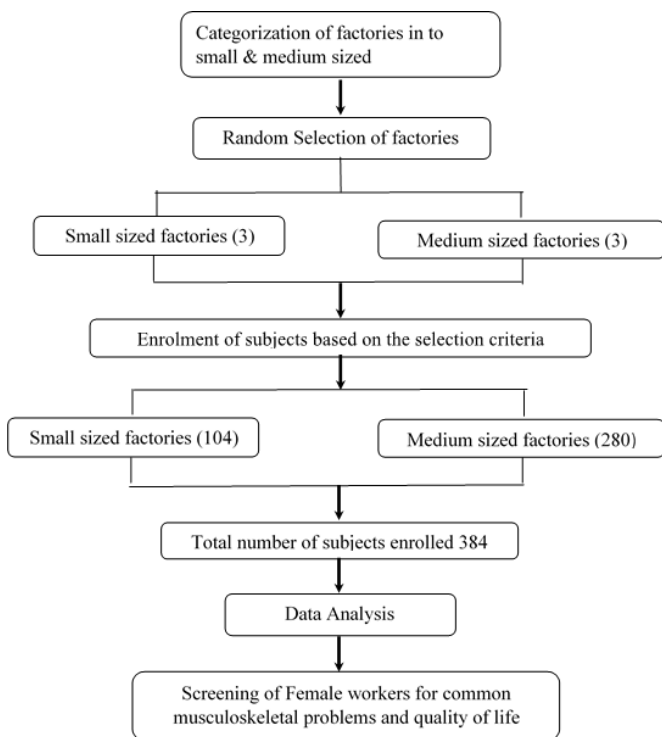 Categorization of factories in to
small & medium sized
Random Selection of factories
Small sized factories (3)
Medium sized factories (3)
Enrolment of subjects based on the selection criteria
Small sized factories (104)
Medium sized factories (280)
Total number of subjects enrolled 384
Data Analysis
Screening of Female workers for common
musculoskeletal problems and quality of life